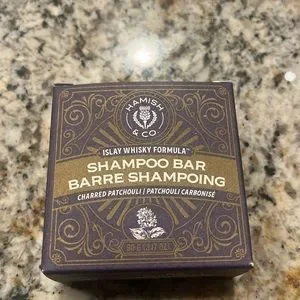 HAMISH
& CO
ISLAY WHISKY FORMULA™
SHAMPOO BAR
BARRE SHAMPOING
CHARRED PATCHOULI / PATCHOULI CARBONISÉ